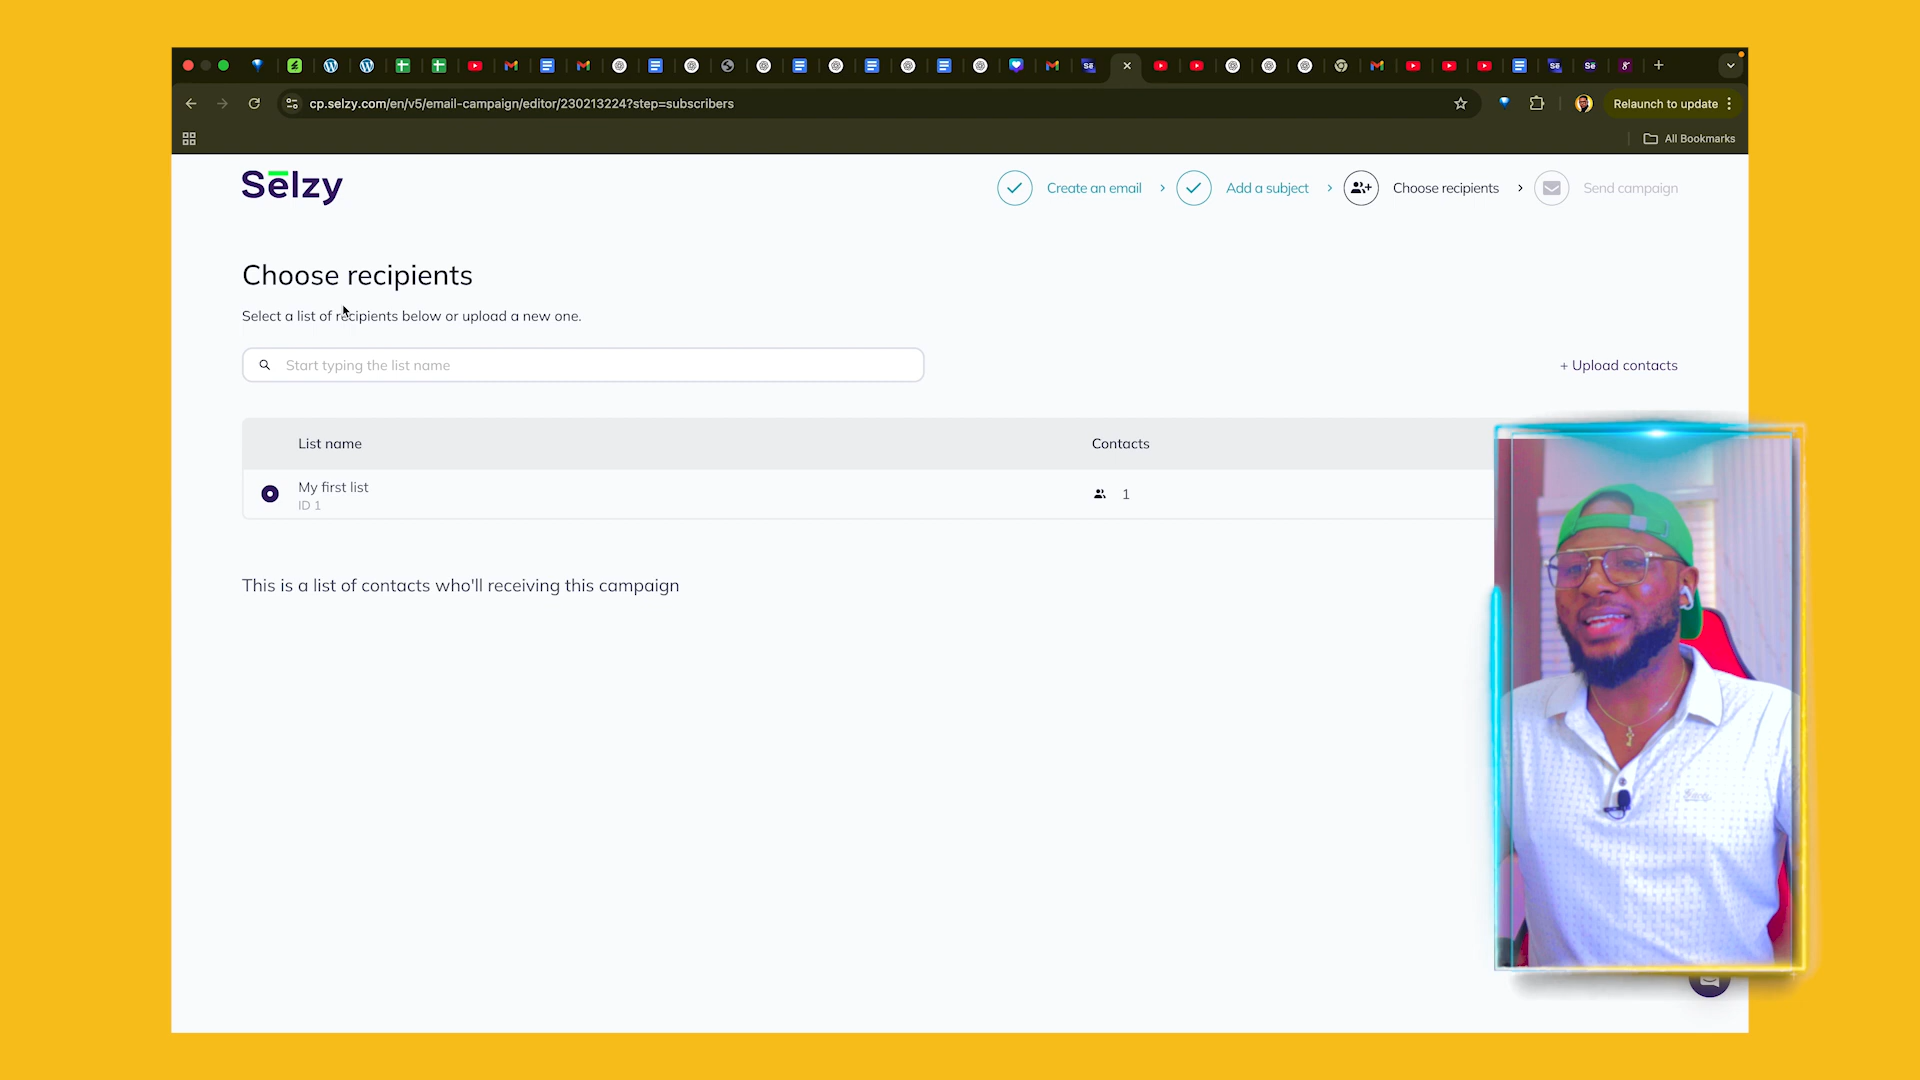 cp.selzy.com/en/v5/email-campaign/editor/230213224?step=subscribers
Relaunch to update
All Bookmarks
Selzy
Create an email
Add a subject
Choose recipients
Send campaign
Choose recipients
Select a list of recipients below or upload a new one.
Start typing the list name
+ Upload contacts
List name
Contacts
My first list
1
ID 1
This is a list of contacts who'll receiving this campaign